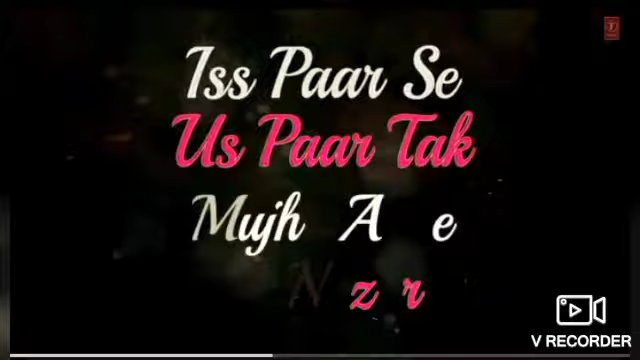 Iss Paar Se
Us Paar Tak
Mujh A e
N z r
V RECORDER